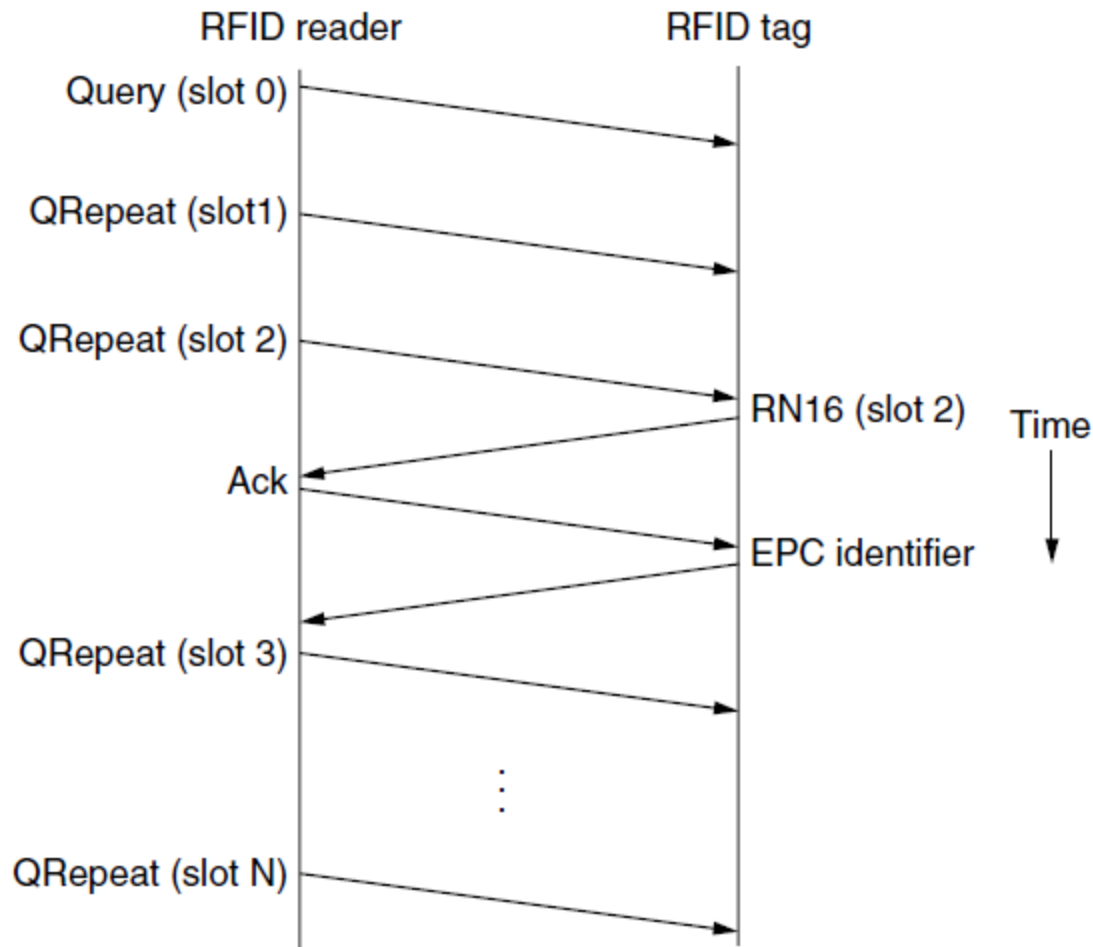 RFID reader
RFID tag
Query (slot 0)
QRepeat (slot1)
QRepeat (slot 2)
RN16 (slot 2)
Time
Ack
EPC identifier
QRepeat (slot 3)
QRepeat (slot N)